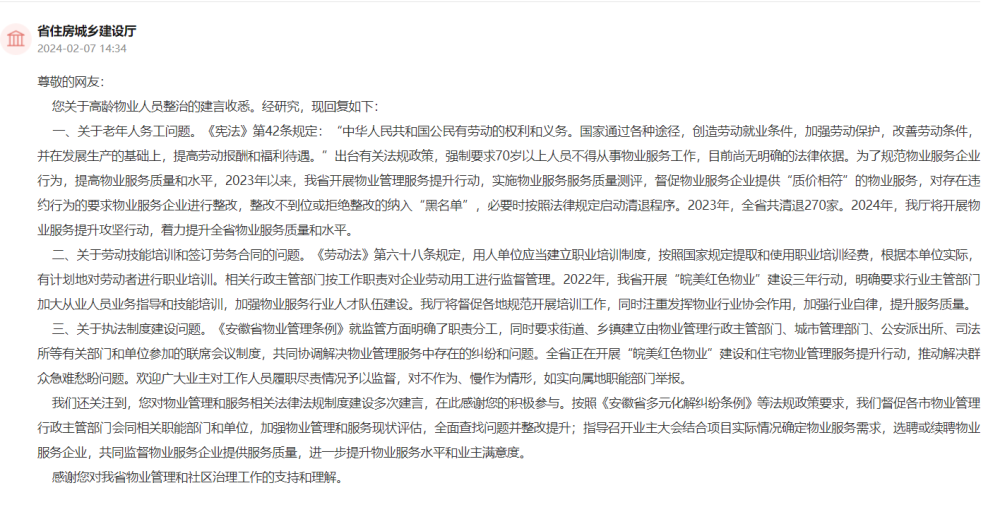 省住房城乡建设厅
2024-02-07 14:34
尊敬的网友：
您关于高龄物业人员整治的建言收悉。经研究，现回复如下：
一、关于老年人务工问题。《宪法》第42条规定：“中华人民共和国公民有劳动的权利和义务。国家通过各种途径，创造劳动就业条件，加强劳动保护，改善劳动条件，
并在发展生产的基础上，提高劳动报酬和福利待遇。”出台有关法规政策，强制要求70岁以上人员不得从事物业服务工作，目前尚无明确的法律依据。为了规范物业服务企业
行为，提高物业服务质量和水平，2023年以来，我省开展物业管理服务提升行动，实施物业服务服务质量测评，督促物业服务企业提供“质价相符”的物业服务，对存在违
约行为的要求物业服务企业进行整改，整改不到位或拒绝整改的纳入“黑名单”，必要时按照法律规定启动清退程序。2023年，全省共清退270家。2024年，我厅将开展物
业服务提升攻坚行动，着力提升全省物业服务质量和水平。
二、关于劳动技能培训和签订劳务合同的问题。《劳动法》第六十八条规定，用人单位应当建立职业培训制度，按照国家规定提取和使用职业培训经费，根据本单位实际，
有计划地对劳动者进行职业培训。相关行政主管部门按工作职责对企业劳动用工进行监督管理。2022年，我省开展“皖美红色物业”建设三年行动，明确要求行业主管部门
加大从业人员业务指导和技能培训，加强物业服务行业人才队伍建设。我厅将督促各地规范开展培训工作，同时注重发挥物业行业协会作用，加强行业自律，提升服务质量。
三、关于执法制度建设问题。《安徽省物业管理条例》就监管方面明确了职责分工，同时要求街道、乡镇建立由物业管理行政主管部门、城市管理部门、公安派出所、司法
所等有关部门和单位参加的联席会议制度，共同协调解决物业管理服务中存在的纠纷和问题。全省正在开展“皖美红色物业”建设和住宅物业管理服务提升行动，推动解决群
众急难愁盼问题。欢迎广大业主对工作人员履职尽责情况予以监督，对不作为、慢作为情形，如实向属地职能部门举报。
我们还关注到，您对物业管理和服务相关法律法规制度建设多次建言，在此感谢您的积极参与。按照《安徽省多元化解纠纷条例》等法规政策要求，我们督促各市物业管理
行政主管部门会同相关职能部门和单位，加强物业管理和服务现状评估，全面查找问题并整改提升；指导召开业主大会结合项目实际情况确定物业服务需求，选聘或续聘物业
服务企业，共同监督物业服务企业提供服务质量，进一步提升物业服务水平和业主满意度。
感谢您对我省物业管理和社区治理工作的支持和理解。